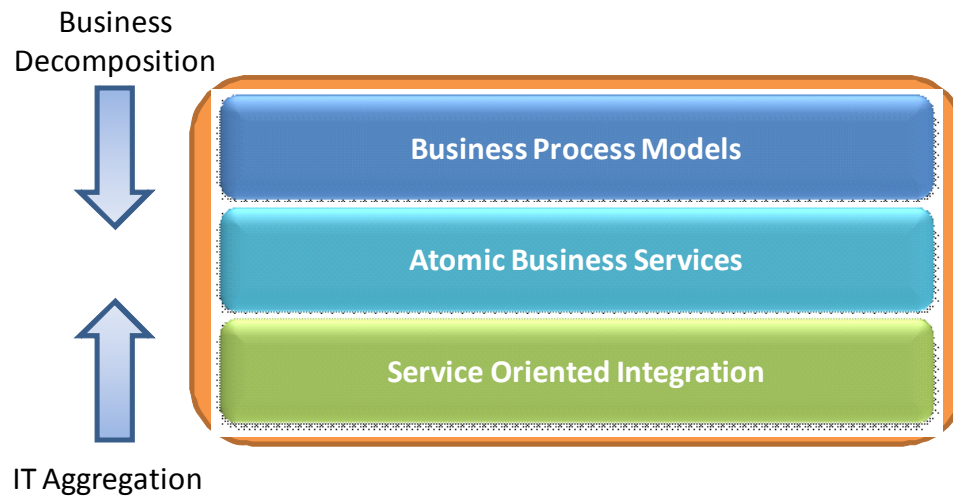 Business
Decomposition
Business Process Models
Atomic Business Services
Service Oriented Integration
IT Aggregation